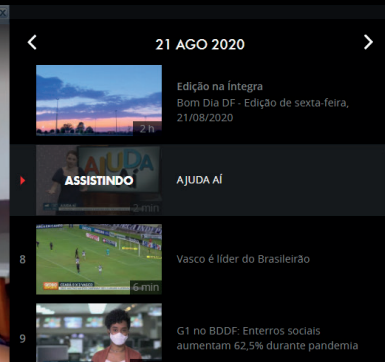 21 AGO 2020
Edição na Íntegra
Bom Dia DF - Edição de sexta-feira,
21/08/2020
2 h
AJUDA
AÍ
ASSISTINDO
2 min
AJUDA AÍ
8
6 min
Vasco é líder do Brasileirão
9
G1 no BDDF: Enterros sociais
aumentam 62,5% durante pandemia